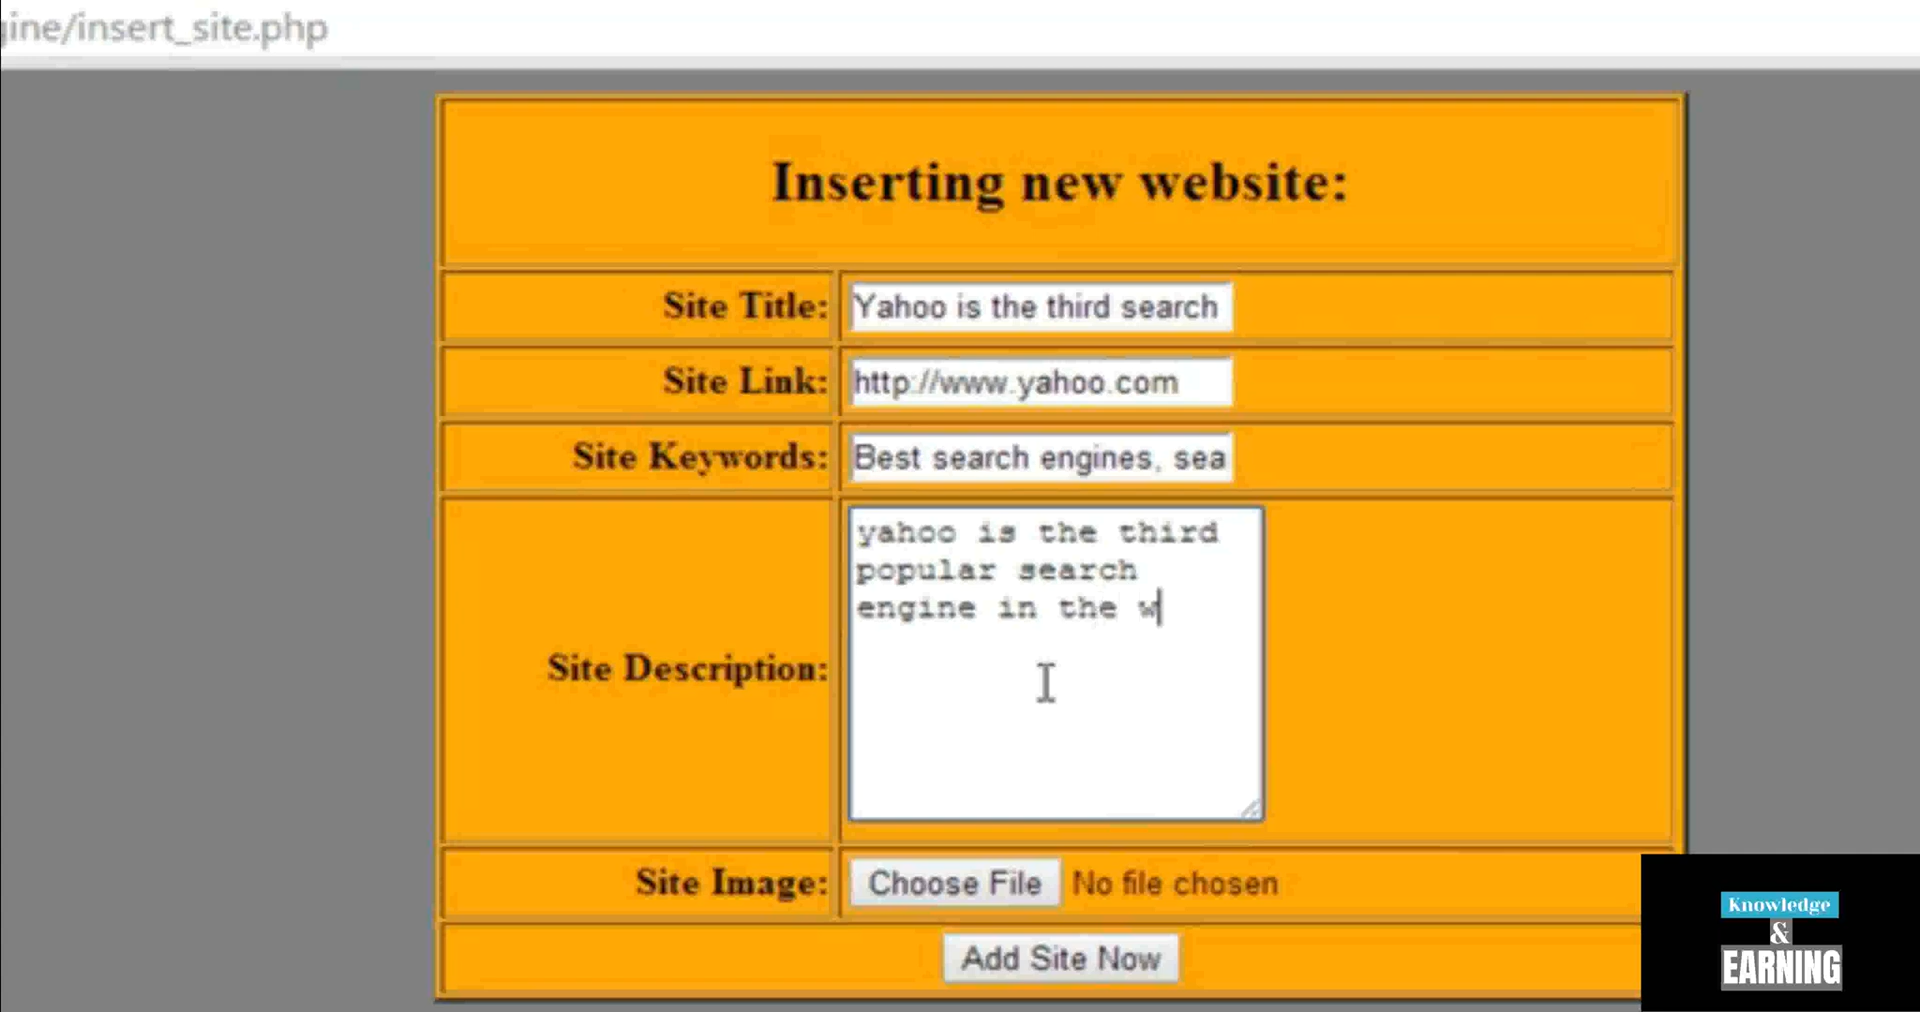 gine/insert_site.php
Inserting new website:
Site Title: Yahoo is the third search
Site Link: http://www.yahoo.com
Site Keywords: Best search engines, sea
yahoo is the third
popular search
engine in the w
Site Description:
Site Image: Choose File No file chosen
Add Site Now
Knowledge
&
EARNING